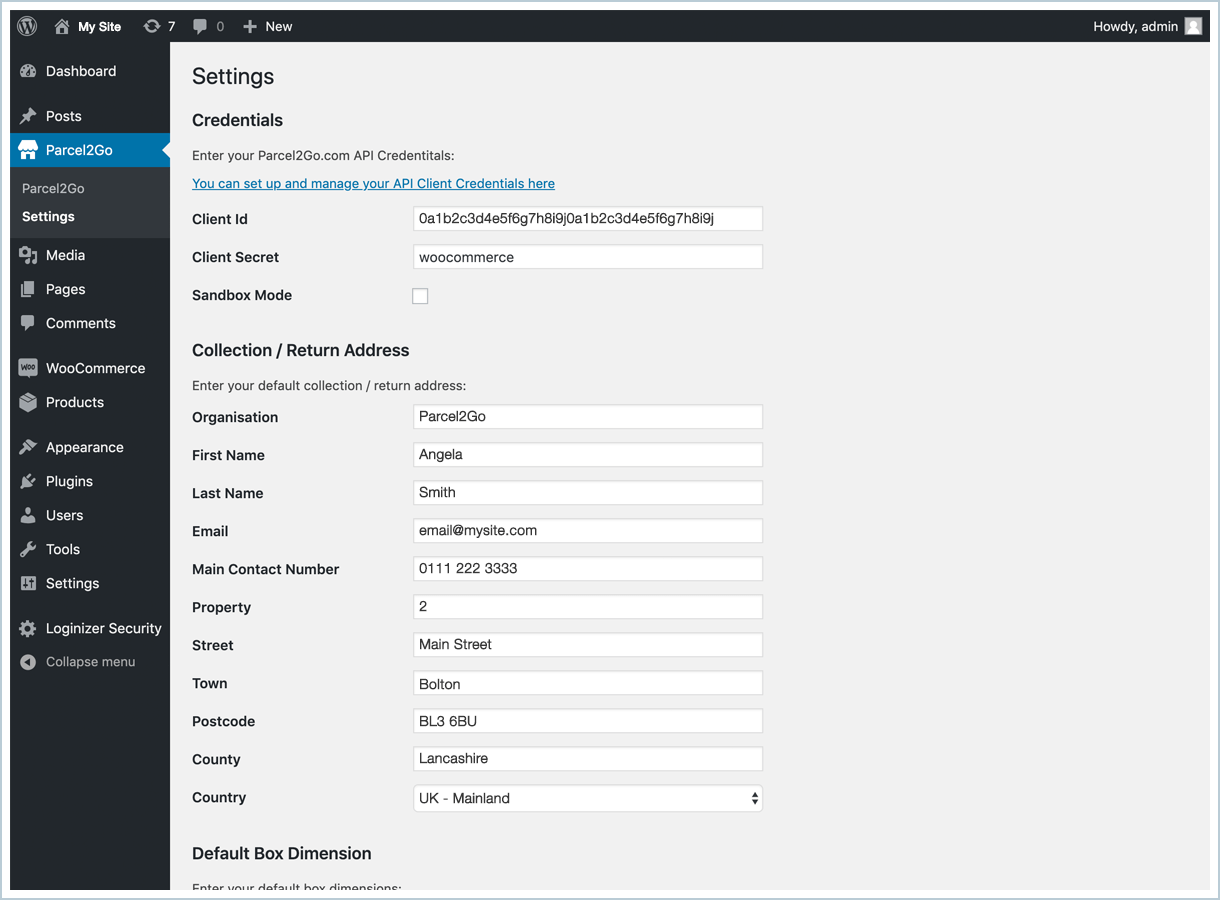 My Site 7 0 New Howdy, admin
Dashboard
Posts
Parcel2Go
Parcel2Go
Settings
Media
Pages
Comments
WooCommerce
Products
Appearance
Plugins
Users
Tools
Settings
Loginizer Security
Collapse menu
Settings
Credentials
Enter your Parcel2Go.com API Credentitals:
You can set up and manage your API Client Credentials here
Client Id 0a1b2c3d4e5f6g7h8i9j0a1b2c3d4e5f6g7h8i9j
Client Secret woocommerce
Sandbox Mode
Collection / Return Address
Enter your default collection / return address:
Organisation Parcel2Go
First Name Angela
Last Name Smith
Email email@mysite.com
Main Contact Number 0111 222 3333
Property 2
Street Main Street
Town Bolton
Postcode BL3 6BU
County Lancashire
Country UK - Mainland
Default Box Dimension
Enter your default box dimensions: